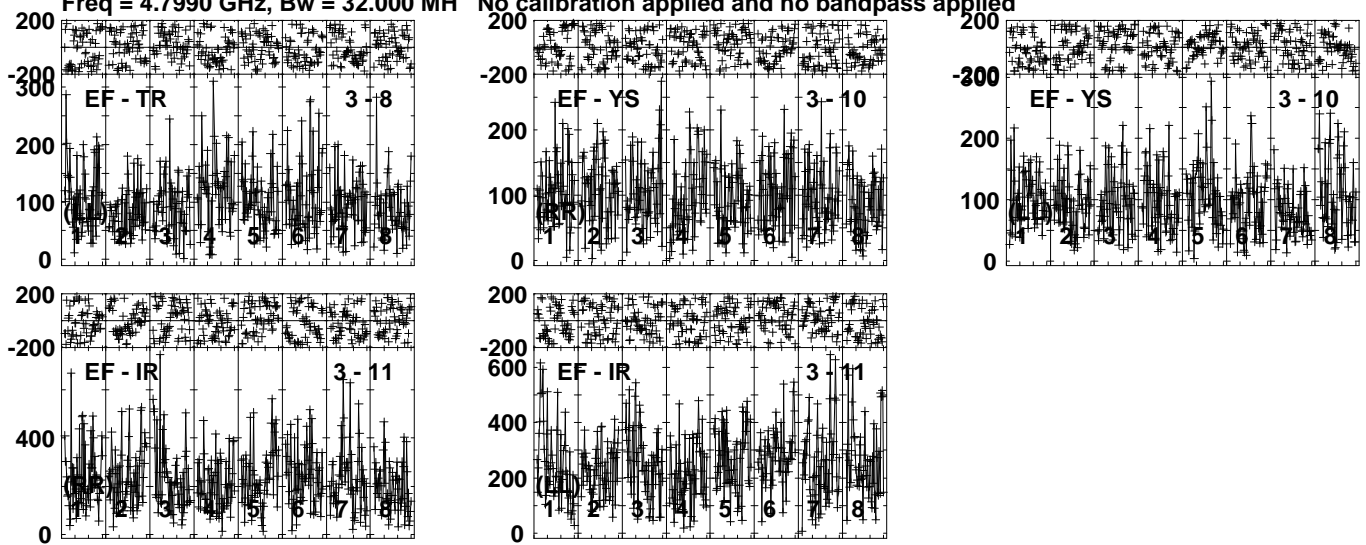 Freq = 4.7990 GHz, Bw = 32.000 MH No calibration applied and no bandpass applied
200
-200
300
200
100
0
EF - TR 3 - 8
(LL)
1 2 3 4 5 6 7 8
200
-200
200
100
0
EF - YS 3 - 10
(RR)
1 2 3 4 5 6 7 8
200
-200
300
200
100
0
EF - YS 3 - 10
(LL)
1 2 3 4 5 6 7 8
200
-200
400
0
EF - IR 3 - 11
(RR)
1 2 3 4 5 6 7 8
200
-200
600
400
200
0
EF - IR 3 - 11
(LL)
1 2 3 4 5 6 7 8